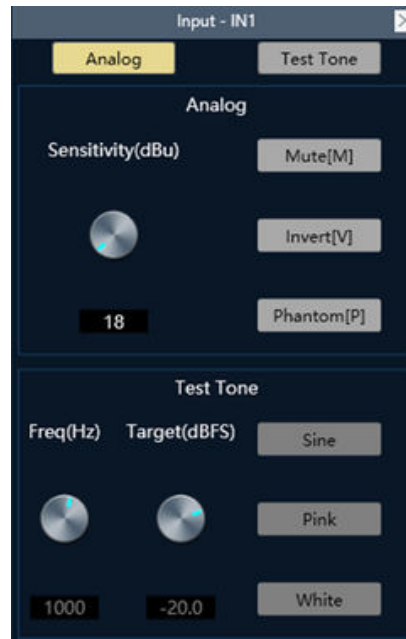 Input - IN1
Analog Test Tone
Analog
Sensitivity(dBu) Mute[M]
Invert[V]
18 Phantom[P]
Test Tone
Freq(Hz) Target(dBFS) Sine
Pink
1000 -20.0 White